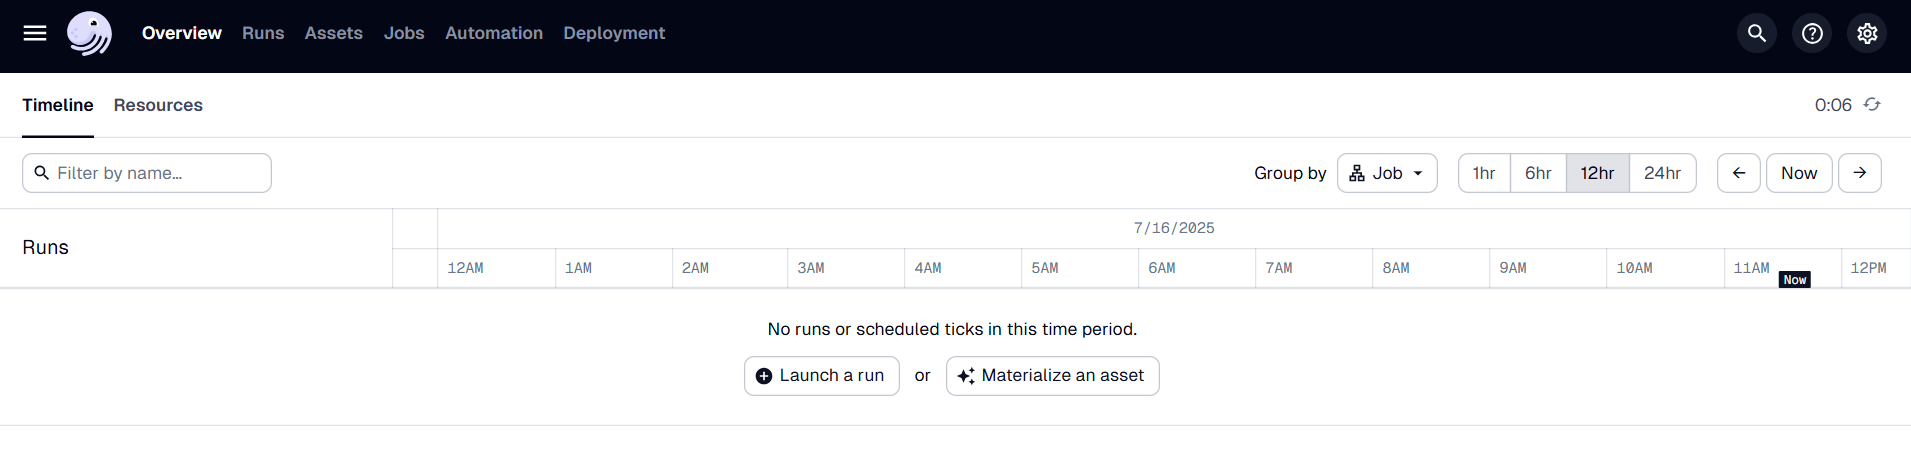 Overview Runs Assets Jobs Automation Deployment
Timeline Resources 0:06
Filter by name... Group by Job 1hr 6hr 12hr 24hr Now
7/16/2025
Runs
12AM 1AM 2AM 3AM 4AM 5AM 6AM 7AM 8AM 9AM 10AM 11AM 12PM
Now
No runs or scheduled ticks in this time period.
Launch a run or Materialize an asset